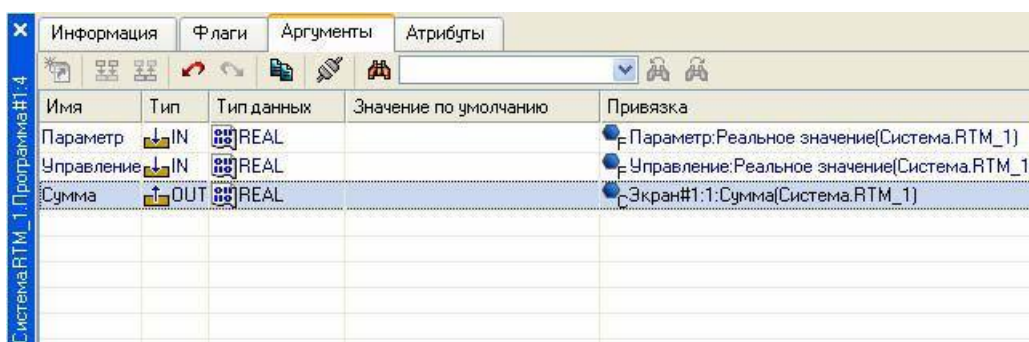 Информация Флаги Аргументы Атрибуты
Имя Тип Тип данных Значение по умолчанию Привязка
Параметр IN REAL F Параметр:Реальное значение(Система.RTM_1)
Управление IN REAL F Управление:Реальное значение(Система.RTM_1
Сумма OUT REAL C Экран#1:1:Сумма(Система.RTM_1)
Система.RTM_1.Программа#1:4